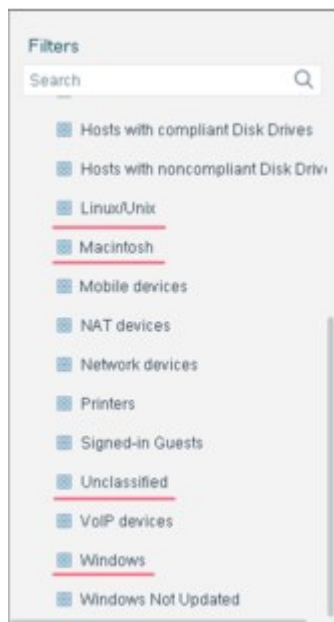 Filters
Search
Hosts with compliant Disk Drives
Hosts with noncompliant Disk Driv
Linux/Unix
Macintosh
Mobile devices
NAT devices
Network devices
Printers
Signed-in Guests
Unclassified
VoIP devices
Windows
Windows Not Updated